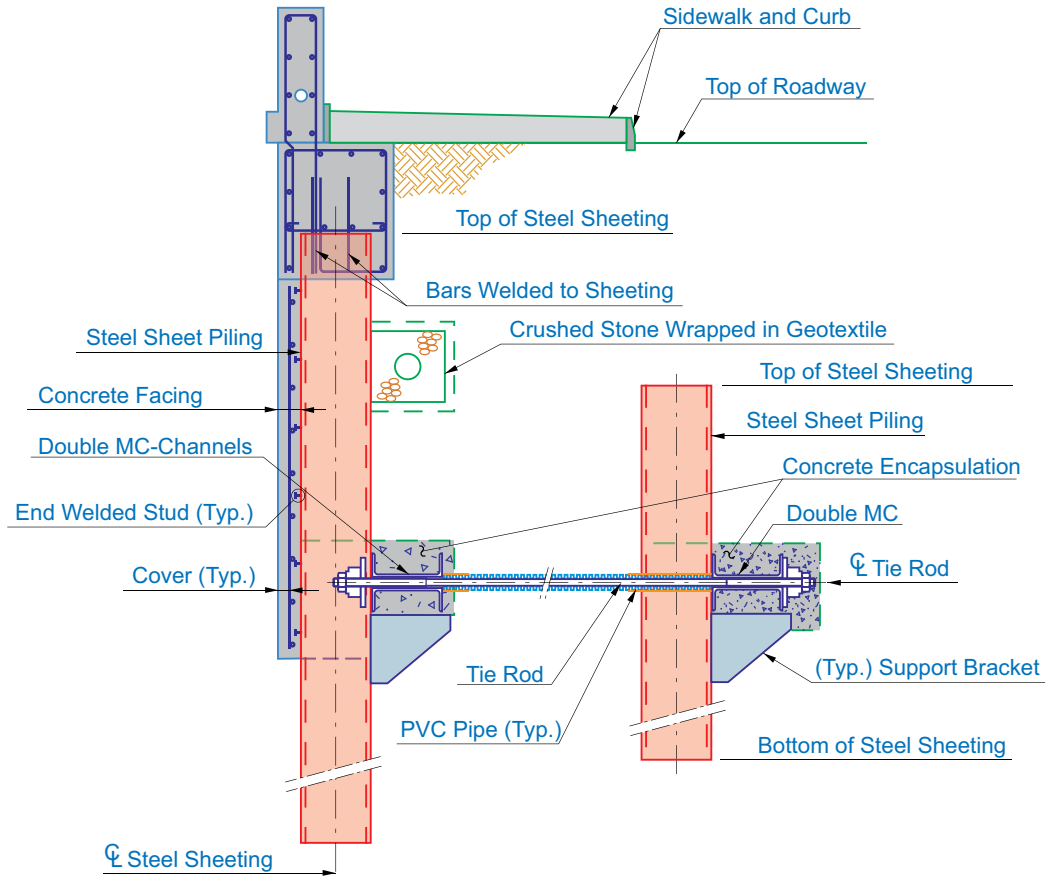 Sidewalk and Curb
Top of Roadway
Top of Steel Sheeting
Bars Welded to Sheeting
Steel Sheet Piling
Crushed Stone Wrapped in Geotextile
Top of Steel Sheeting
Concrete Facing
Steel Sheet Piling
Double MC-Channels
Concrete Encapsulation
End Welded Stud (Typ.)
Double MC
Cover (Typ.)
℄ Tie Rod
Tie Rod
(Typ.) Support Bracket
PVC Pipe (Typ.)
Bottom of Steel Sheeting
℄ Steel Sheeting